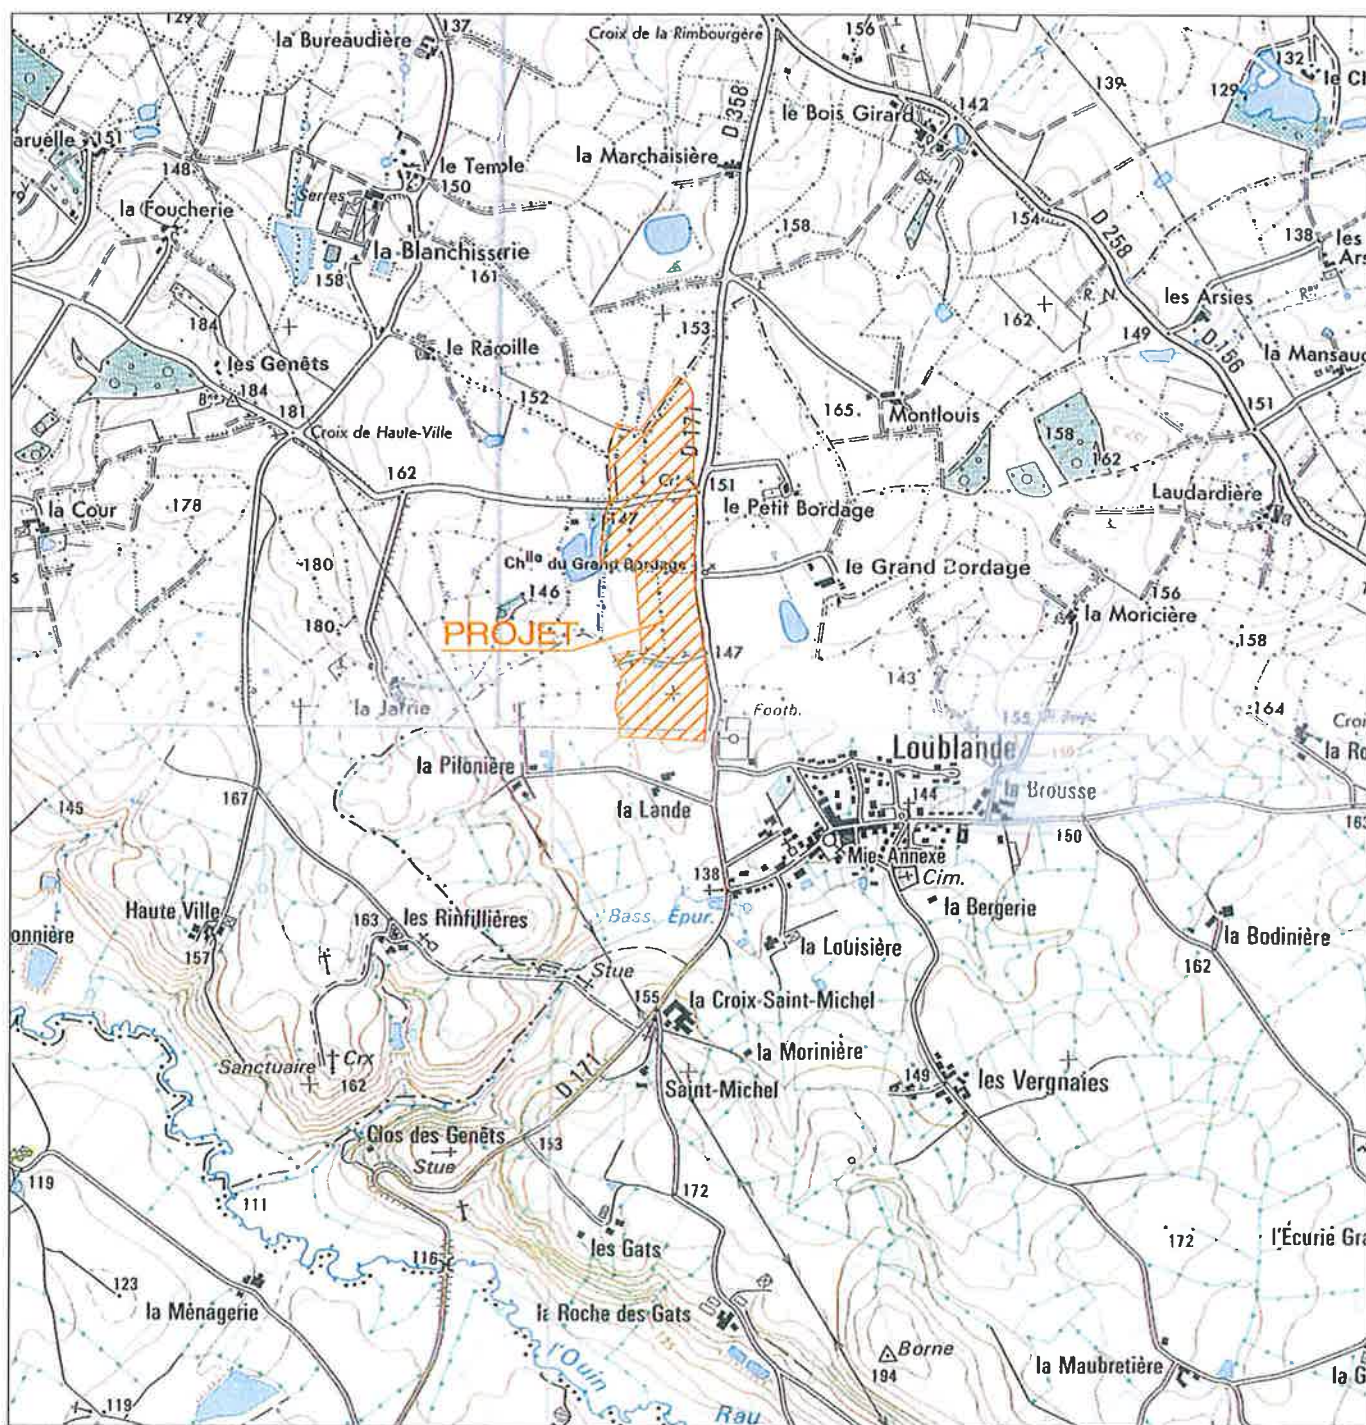 129
la Bureaudière
137
Croix de la Rimbourgère
156
132
le Cl
139
129
D 358
le Bois Girard
142
aruelle
151
148
le Temple
150
la Marchaisière
Serres
la Foucherie
158
154
D 258
138
les
Ars
la Blanchisserie
161
158
R. N.
les Arsies
184
162
153
149
D 156
la Mansaud
les Genêts
184
181
Croix de Haute-Ville
152
165
Montlouis
151
D 171
158
162
162
151
le Petit Bordage
Laudardière
la Cour
178
147
Chlle du Grand Bordage
le Grand Bordage
180
146
156
la Moricière
180
PROJET
158
147
143
164
la Jafrie
Footb.
155
Loublande
la Pilonière
la Brousse
144
145
167
la Lande
150
163
Mie Annexe
138
Cim.
Haute Ville
163
les Rinfillières
Bass. Épur.
la Bergerie
onnière
157
la Louisière
la Bodinière
162
Stue
155
la Croix-Saint-Michel
la Morinière
Sanctuaire
Crx
162
149
les Vergnaies
D 171
Saint-Michel
Clos des Genêts
Stue
153
119
111
172
172
l'Écurie Gra
116
les Gats
123
la Ménagerie
la Roche des Gats
l'Ouin
Borne
194
la Maubretière
la G
119
Rau